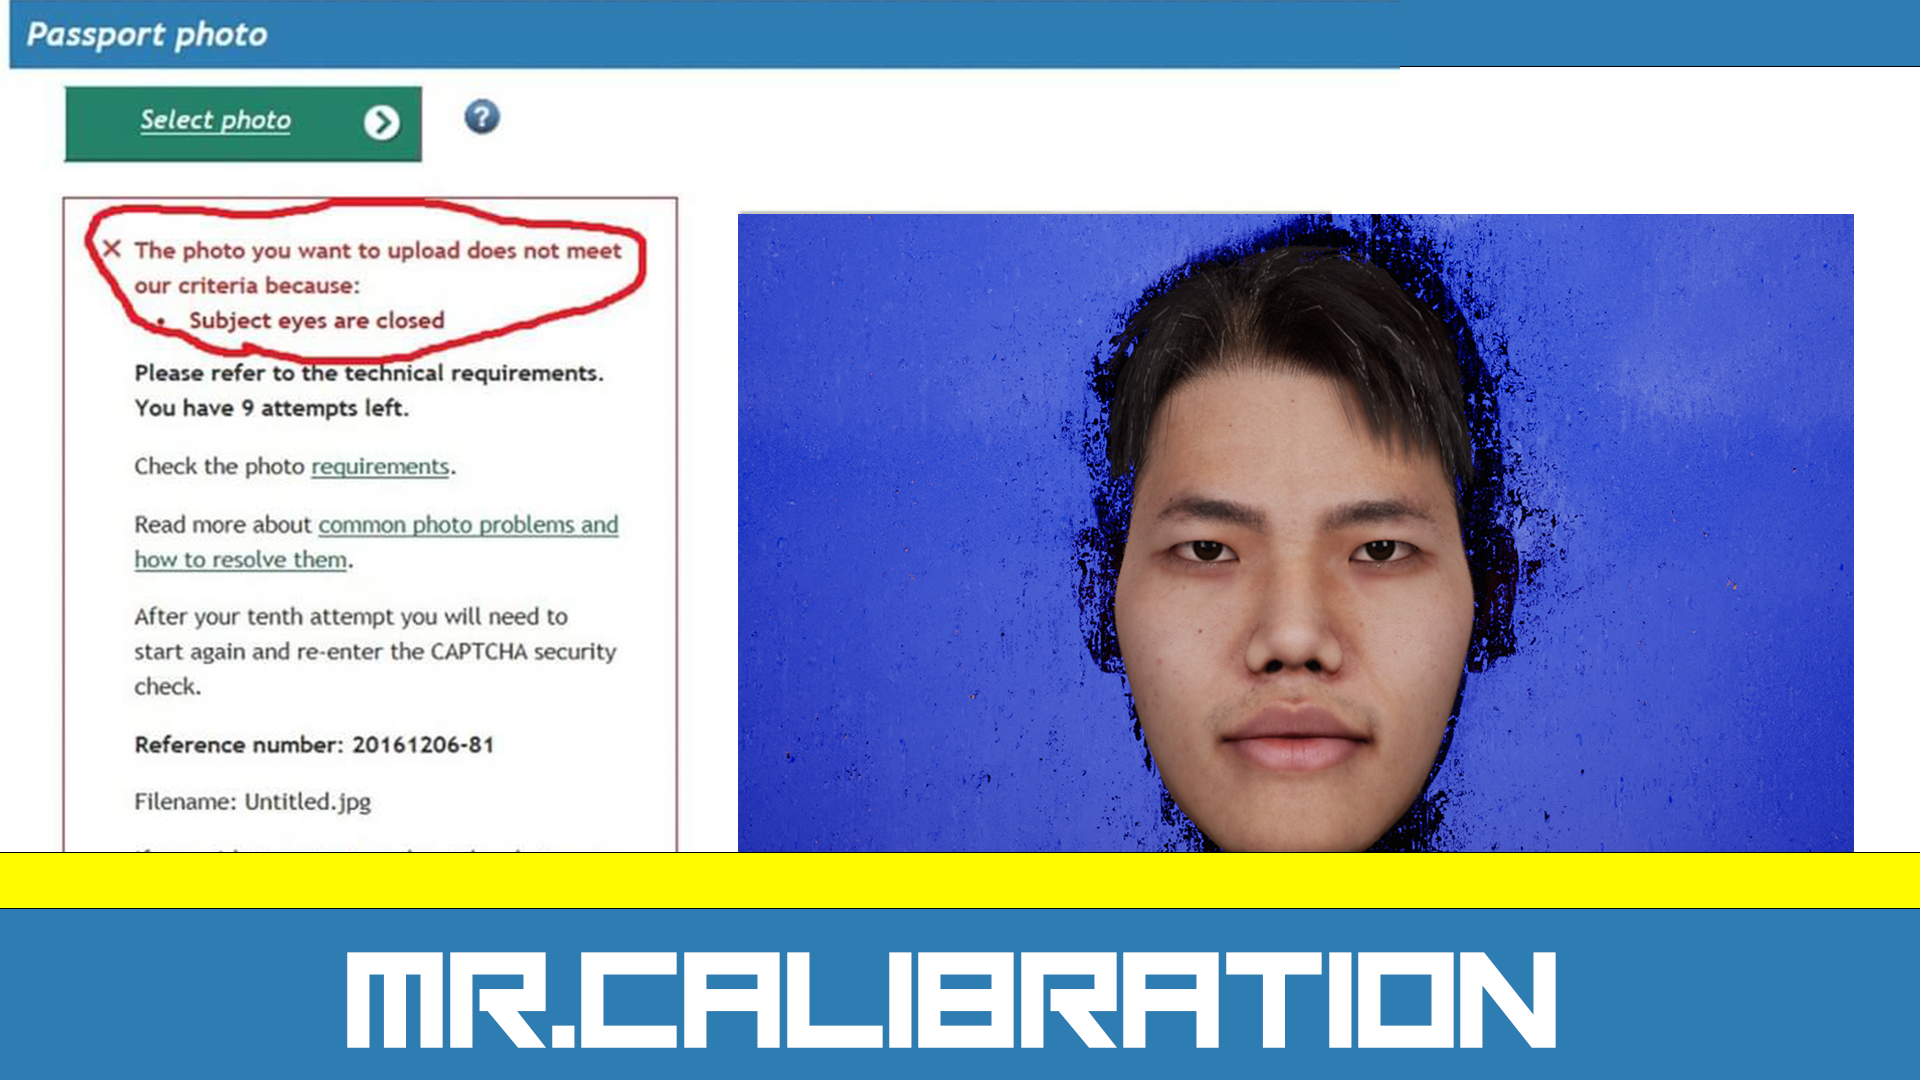 Passport photo
Select photo
?
X The photo you want to upload does not meet
our criteria because:
• Subject eyes are closed
Please refer to the technical requirements.
You have 9 attempts left.
Check the photo requirements.
Read more about common photo problems and
how to resolve them.
After your tenth attempt you will need to
start again and re-enter the CAPTCHA security
check.
Reference number: 20161206-81
Filename: Untitled.jpg
MR.CALIBRATION